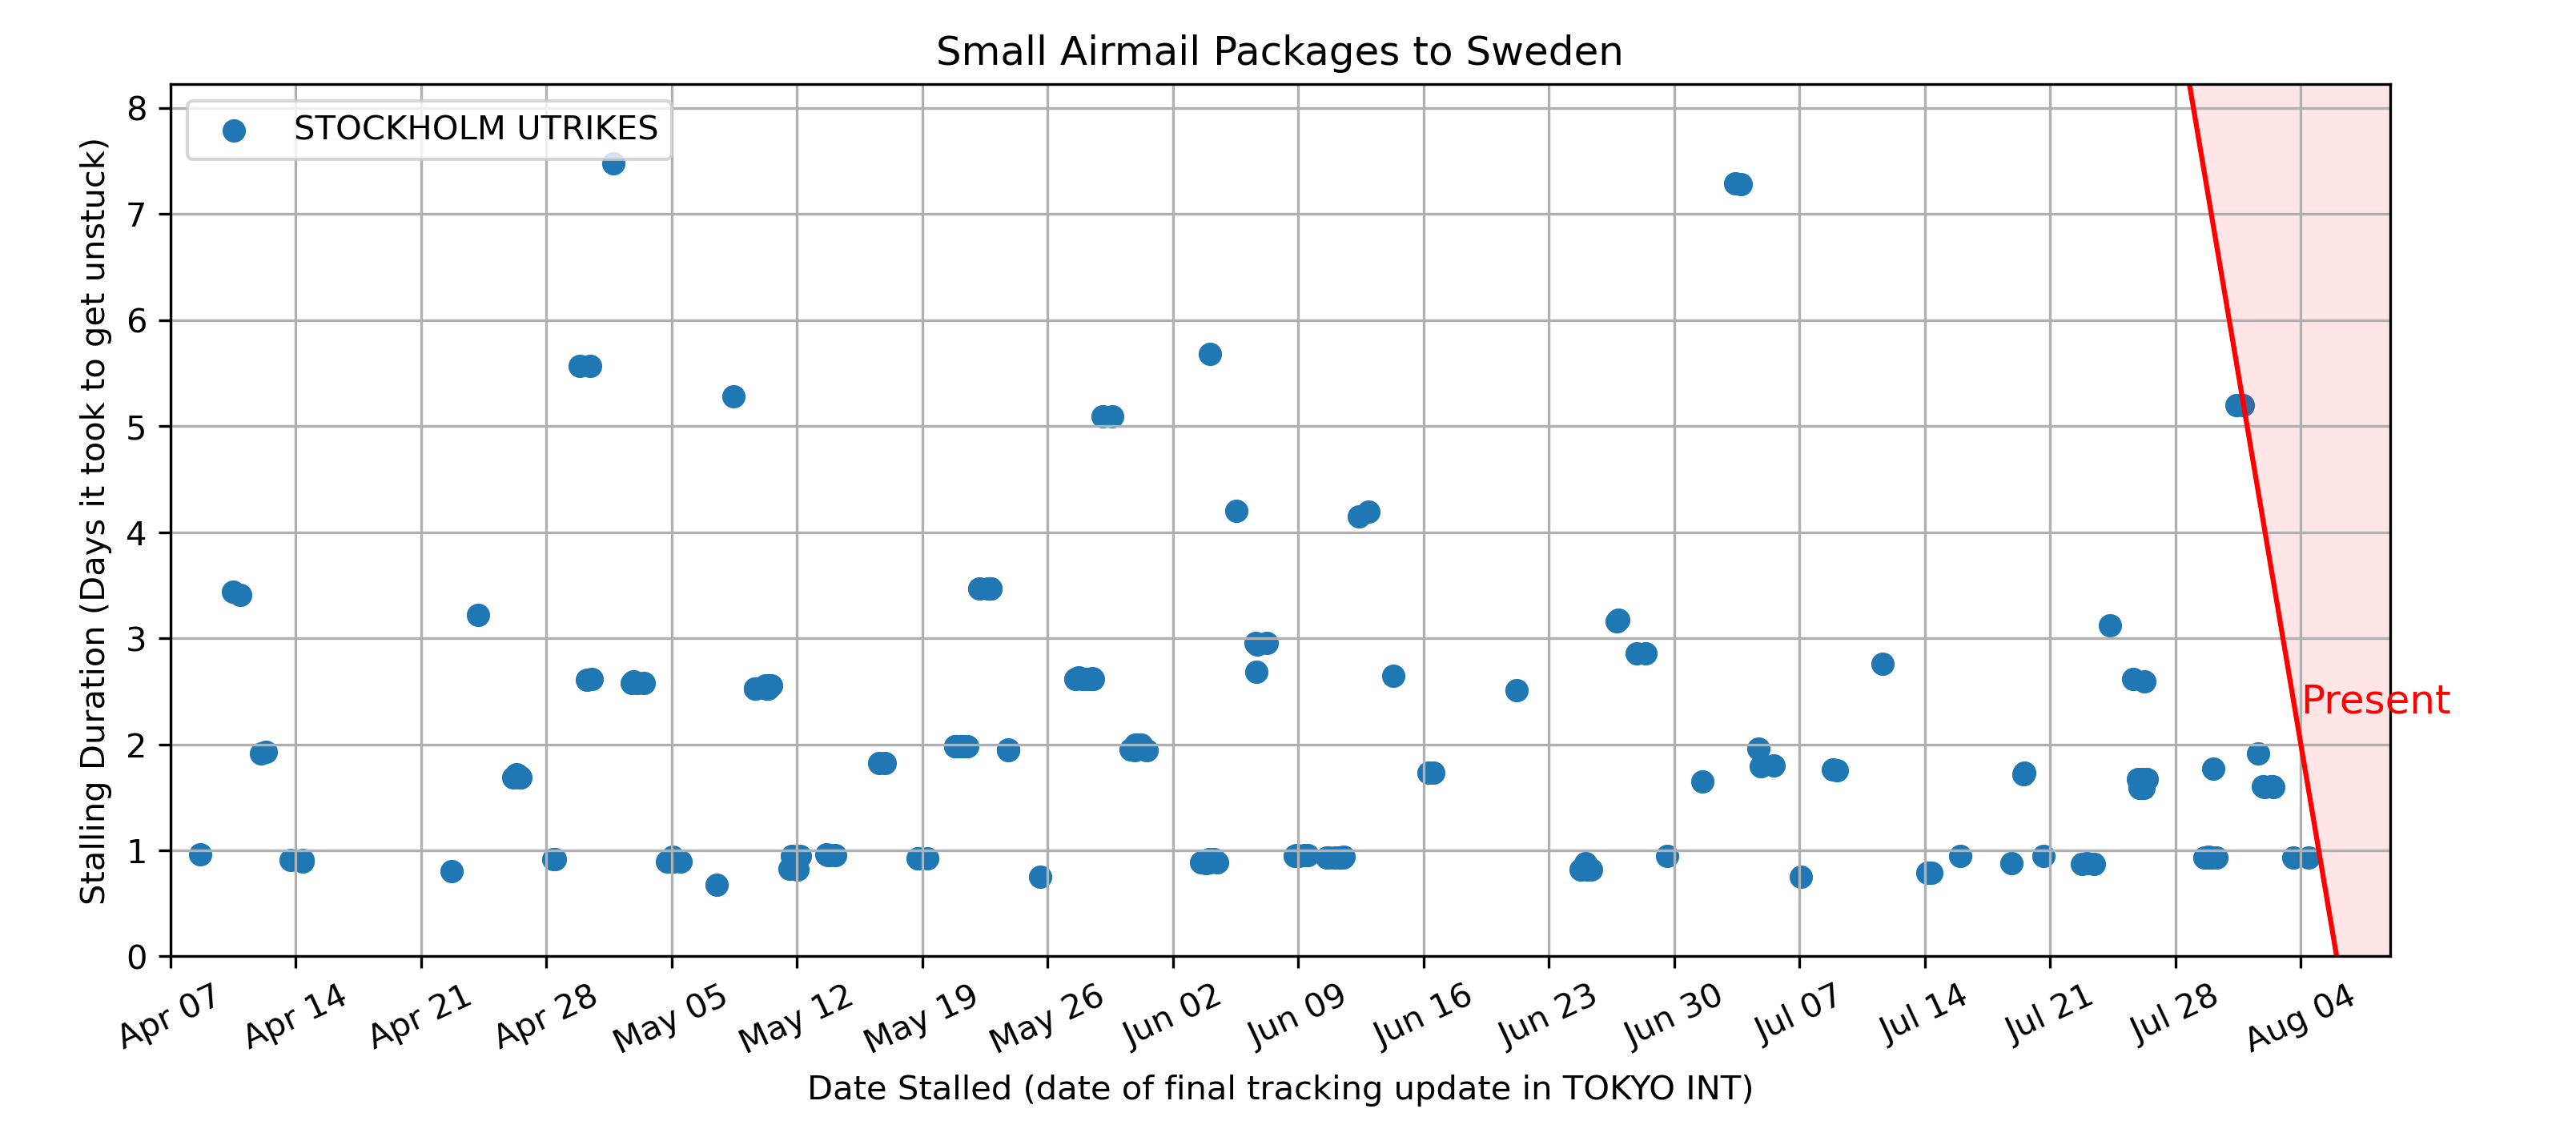 Small Airmail Packages to Sweden
STOCKHOLM UTRIKES
Stalling Duration (Days it took to get unstuck)
8
7
6
5
4
3
2
1
0
Present
Apr 07 Apr 14 Apr 21 Apr 28 May 05 May 12 May 19 May 26 Jun 02 Jun 09 Jun 16 Jun 23 Jun 30 Jul 07 Jul 14 Jul 21 Jul 28 Aug 04
Date Stalled (date of final tracking update in TOKYO INT)